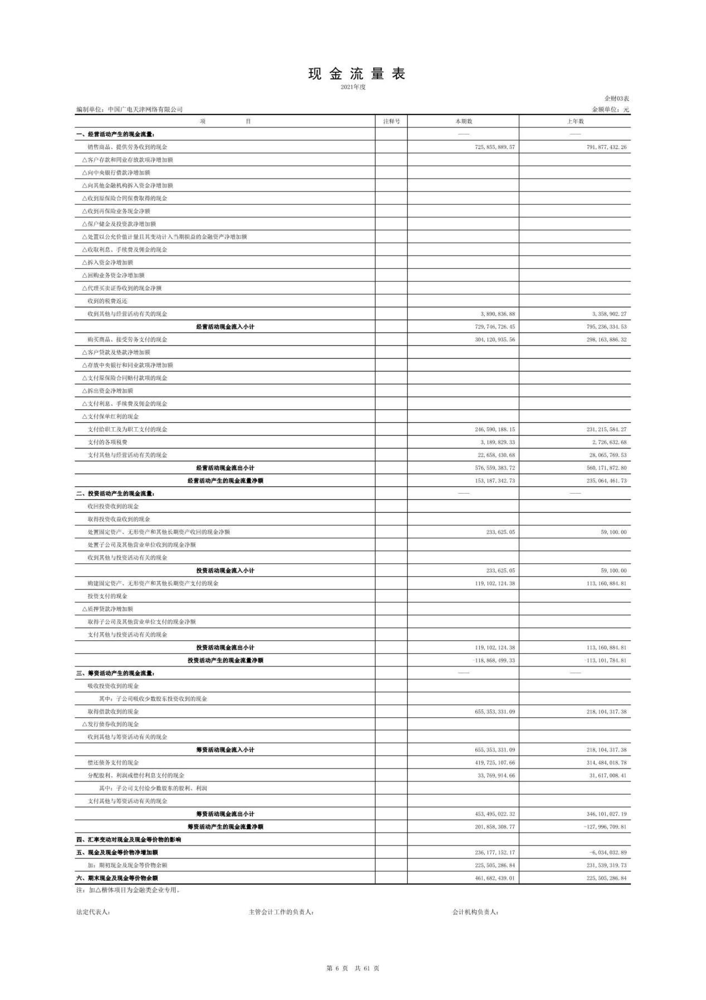 现 金 流 量 表
2021年度
企财03表
编制单位：中国广电天津网络有限公司 金额单位：元
项 目 注释号 本期数 上年数
一、经营活动产生的现金流量： —— ——
销售商品、提供劳务收到的现金 725,855,889.57 791,877,432.26
△客户存款和同业存放款项净增加额
△向中央银行借款净增加额
△向其他金融机构拆入资金净增加额
△收到原保险合同保费取得的现金
△收到再保险业务现金净额
△保户储金及投资款净增加额
△处置以公允价值计量且其变动计入当期损益的金融资产净增加额
△收取利息、手续费及佣金的现金
△拆入资金净增加额
△回购业务资金净增加额
△代理买卖证券收到的现金净额
收到的税费返还
收到其他与经营活动有关的现金 3,890,836.88 3,358,902.27
经营活动现金流入小计 729,746,726.45 795,236,334.53
购买商品、接受劳务支付的现金 304,120,935.56 298,163,886.32
△客户贷款及垫款净增加额
△存放中央银行和同业款项净增加额
△支付原保险合同赔付款项的现金
△拆出资金净增加额
△支付利息、手续费及佣金的现金
△支付保单红利的现金
支付给职工及为职工支付的现金 246,590,188.15 231,215,584.27
支付的各项税费 3,189,829.33 2,726,632.68
支付其他与经营活动有关的现金 22,658,430.68 28,065,769.53
经营活动现金流出小计 576,559,383.72 560,171,872.80
经营活动产生的现金流量净额 153,187,342.73 235,064,461.73
二、投资活动产生的现金流量： —— ——
收回投资收到的现金
取得投资收益收到的现金
处置固定资产、无形资产和其他长期资产收回的现金净额 233,625.05 59,100.00
处置子公司及其他营业单位收到的现金净额
收到其他与投资活动有关的现金
投资活动现金流入小计 233,625.05 59,100.00
购建固定资产、无形资产和其他长期资产支付的现金 119,102,124.38 113,160,884.81
投资支付的现金
△质押贷款净增加额
取得子公司及其他营业单位支付的现金净额
支付其他与投资活动有关的现金
投资活动现金流出小计 119,102,124.38 113,160,884.81
投资活动产生的现金流量净额 -118,868,499.33 -113,101,784.81
三、筹资活动产生的现金流量： —— ——
吸收投资收到的现金
其中：子公司吸收少数股东投资收到的现金
取得借款收到的现金 655,353,331.09 218,104,317.38
△发行债券收到的现金
收到其他与筹资活动有关的现金
筹资活动现金流入小计 655,353,331.09 218,104,317.38
偿还债务支付的现金 419,725,107.66 314,484,018.78
分配股利、利润或偿付利息支付的现金 33,769,914.66 31,617,008.41
其中：子公司支付给少数股东的股利、利润
支付其他与筹资活动有关的现金
筹资活动现金流出小计 453,495,022.32 346,101,027.19
筹资活动产生的现金流量净额 201,858,308.77 -127,996,709.81
四、汇率变动对现金及现金等价物的影响
五、现金及现金等价物净增加额 236,177,152.17 -6,034,032.89
加：期初现金及现金等价物余额 225,505,286.84 231,539,319.73
六、期末现金及现金等价物余额 461,682,439.01 225,505,286.84
注：加△楷体项目为金融类企业专用。
法定代表人： 主管会计工作的负责人： 会计机构负责人：
第 6 页 共 61 页